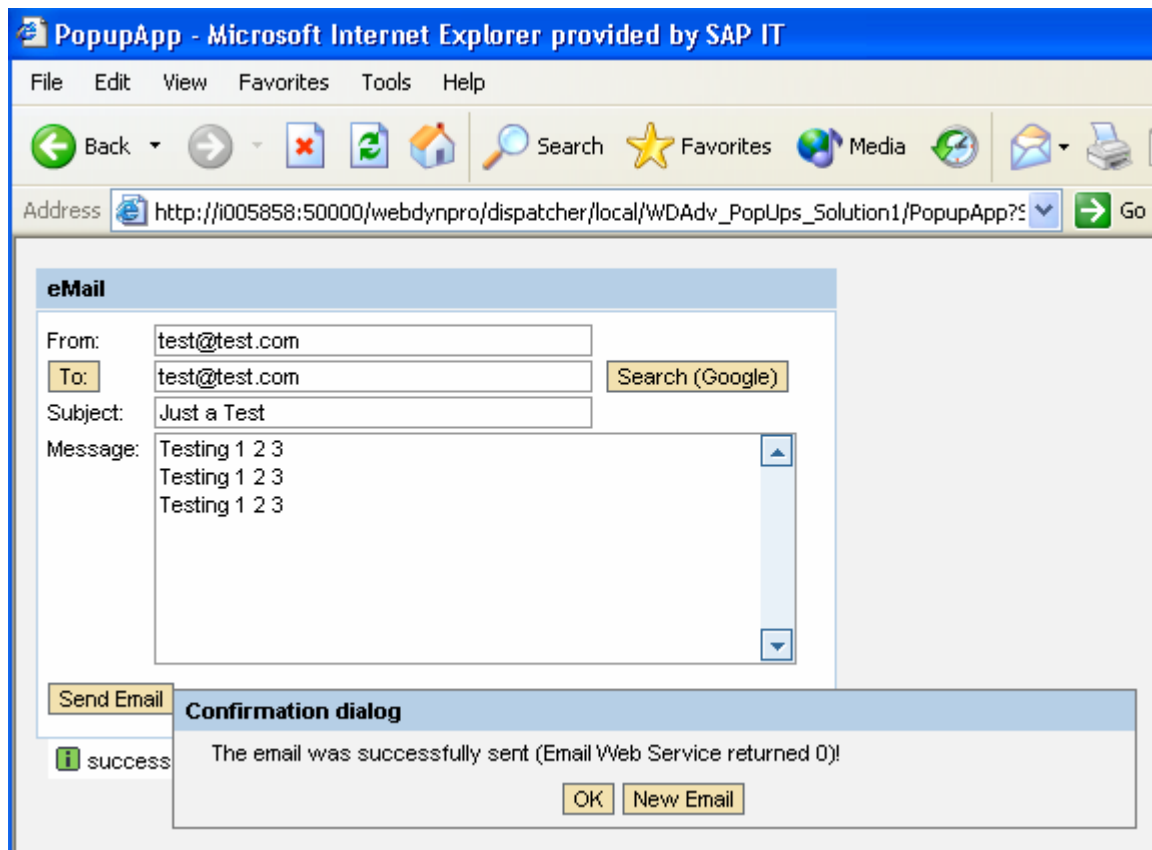 PopupApp - Microsoft Internet Explorer provided by SAP IT
File Edit View Favorites Tools Help
Back Search Favorites Media
Address http://i005858:50000/webdynpro/dispatcher/local/WDAdv_PopUps_Solution1/PopupApp?S Go
eMail
From: test@test.com
To: test@test.com Search (Google)
Subject: Just a Test
Message: Testing 1 2 3
Testing 1 2 3
Testing 1 2 3
Send Email
Confirmation dialog
success
The email was successfully sent (Email Web Service returned 0)!
OK New Email